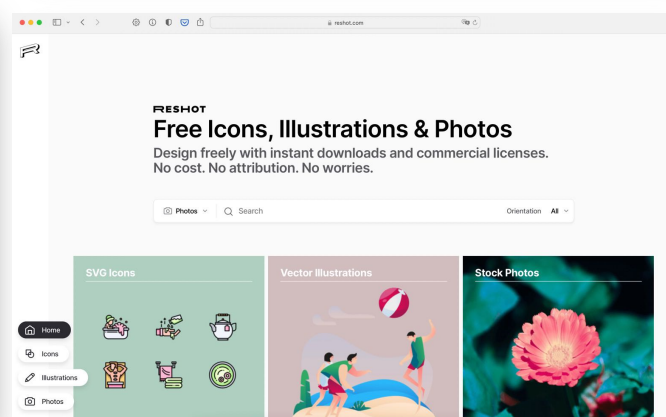 reshot.com
RESHOT
Free Icons, Illustrations & Photos
Design freely with instant downloads and commercial licenses.
No cost. No attribution. No worries.
Photos Search Orientation All
SVG Icons Vector Illustrations Stock Photos
Home
Icons
Illustrations
Photos